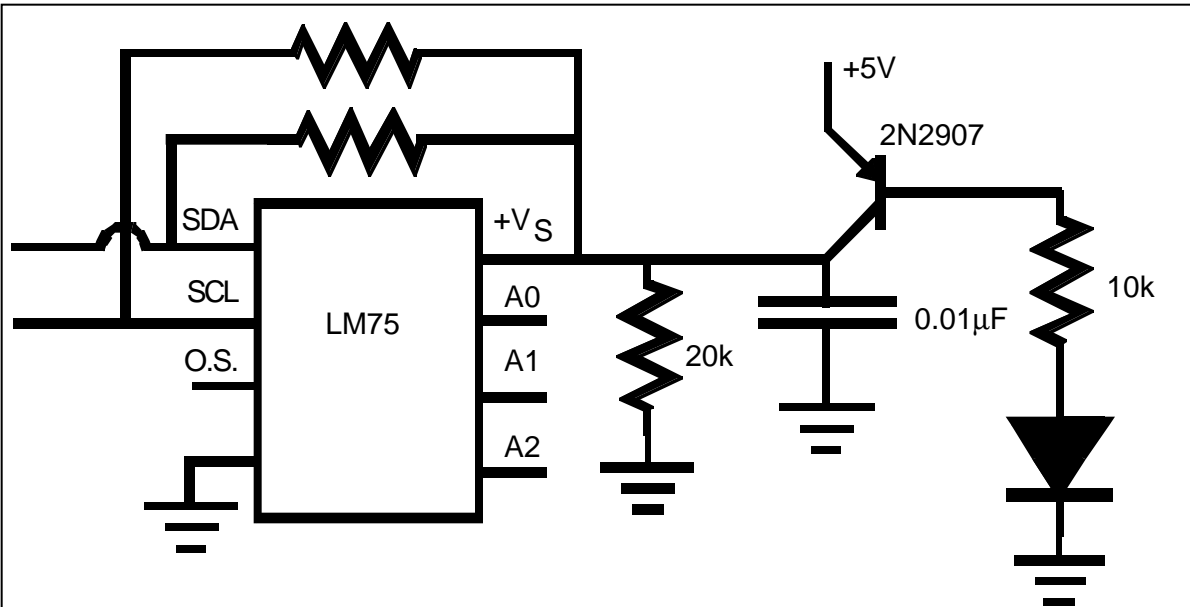 +5V
2N2907
SDA
+VS
SCL
A0
10k
LM75
0.01μF
O.S.
A1
20k
A2